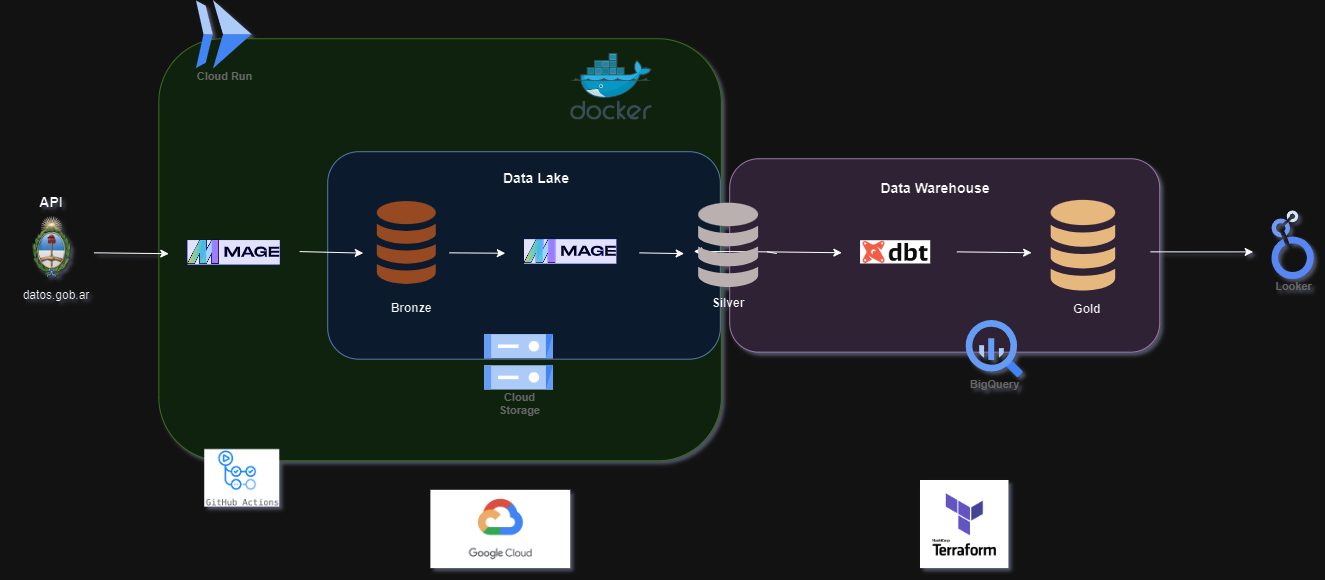 Cloud Run
docker
Data Lake
Data Warehouse
API
MAGE
MAGE
dbt
datos.gob.ar
Bronze
Silver
Gold
Looker
BigQuery
Cloud
Storage
GitHub Actions
Google Cloud
HashiCorp
Terraform